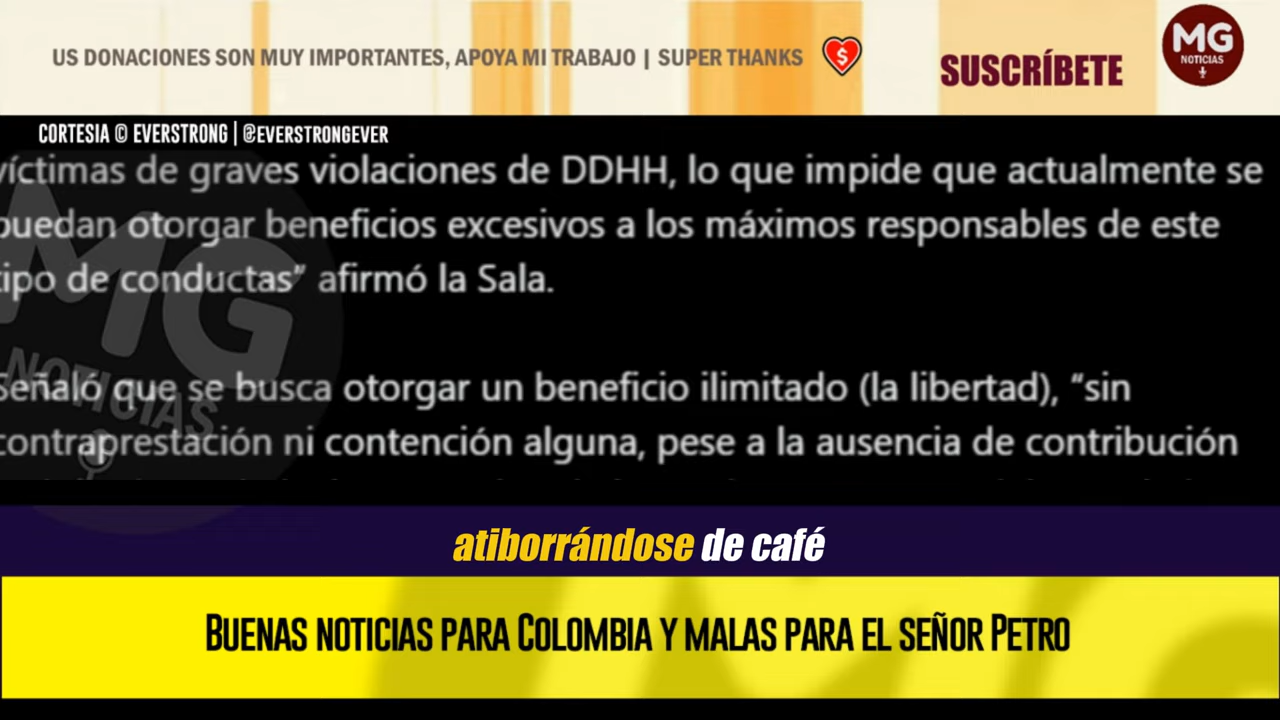 US DONACIONES SON MUY IMPORTANTES, APOYA MI TRABAJO | SUPER THANKS
SUSCRÍBETE
MG
NOTICIAS
CORTESIA © EVERSTRONG | @EVERSTRONGEVER
víctimas de graves violaciones de DDHH, lo que impide que actualmente se
puedan otorgar beneficios excesivos a los máximos responsables de este
tipo de conductas” afirmó la Sala.
Señaló que se busca otorgar un beneficio ilimitado (la libertad), “sin
contraprestación ni contención alguna, pese a la ausencia de contribución
MG
NOTICIAS
atiborrándose de café
BUENAS NOTICIAS PARA COLOMBIA Y MALAS PARA EL SEÑOR PETRO